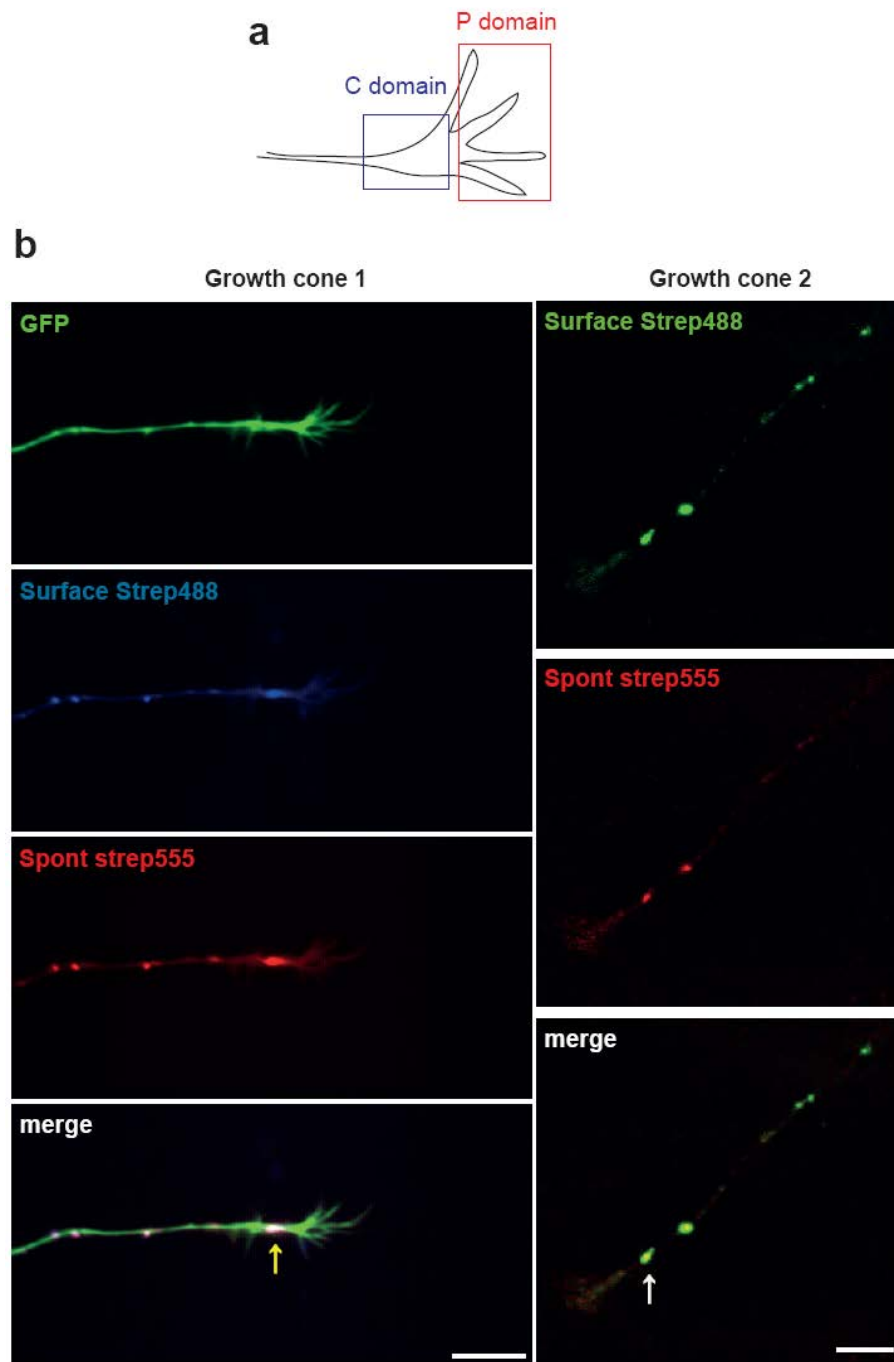 a
P domain
C domain
b
Growth cone 1
Growth cone 2
GFP
Surface Strep488
Spont strep555
merge
Surface Strep488
Spont strep555
merge